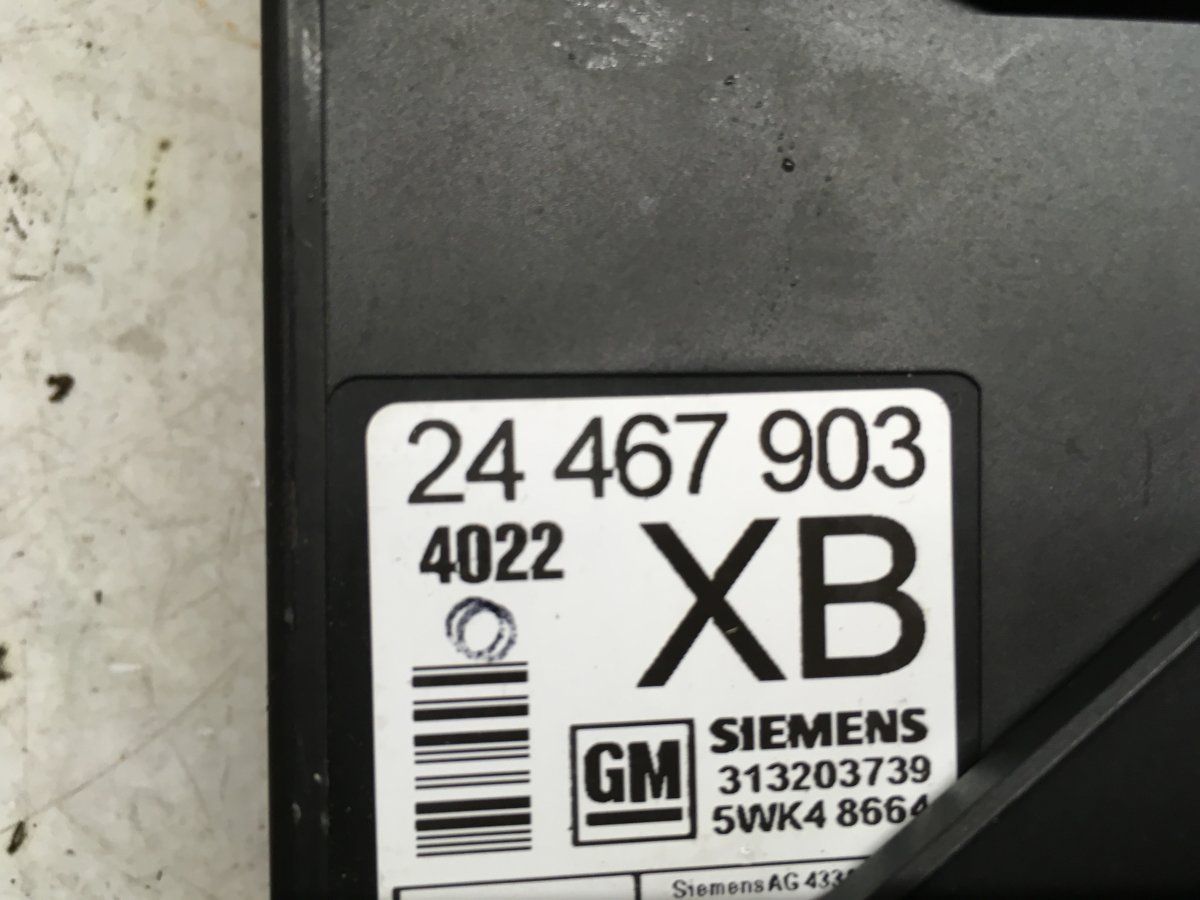 24 467 903
4022
XB
GM
SIEMENS
313203739
5WK4 8664
Siemens AG